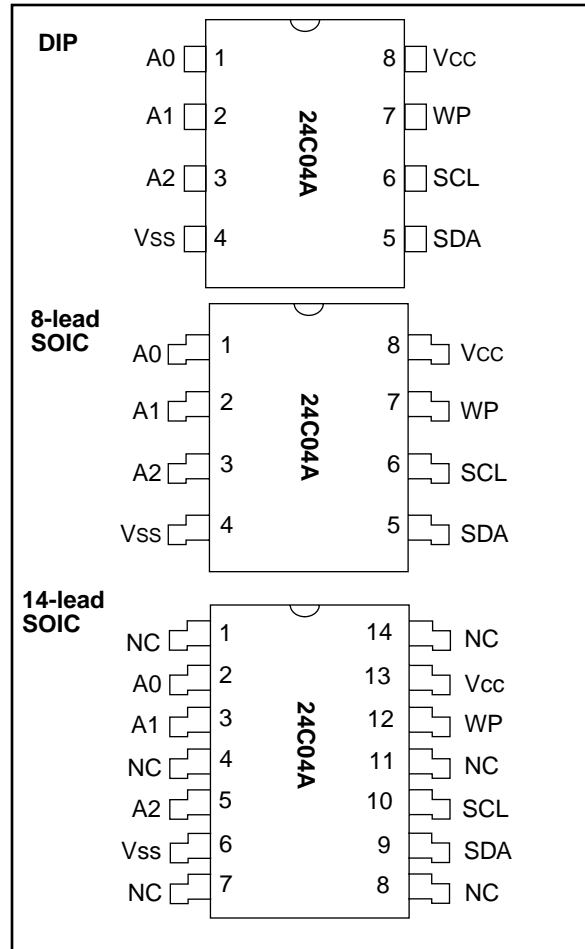 DIP
A0 1 8 VCC
A1 2 7 WP
A2 3 6 SCL
VSS 4 5 SDA
24C04A
8-lead
SOIC
A0 1 8 VCC
A1 2 7 WP
A2 3 6 SCL
VSS 4 5 SDA
24C04A
14-lead
SOIC
NC 1 14 NC
A0 2 13 Vcc
A1 3 12 WP
NC 4 11 NC
A2 5 10 SCL
Vss 6 9 SDA
NC 7 8 NC
24C04A